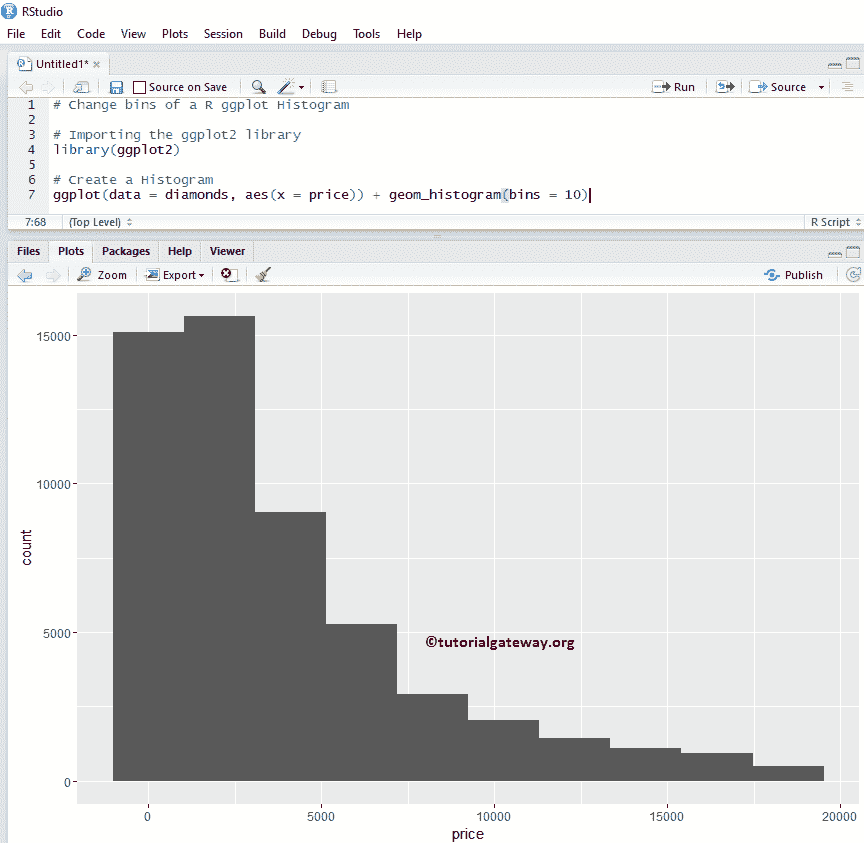 RStudio
File Edit Code View Plots Session Build Debug Tools Help
Untitled1*
Source on Save Run Source
1 # Change bins of a R ggplot Histogram
2
3 # Importing the ggplot2 library
4 library(ggplot2)
5
6 # Create a Histogram
7 ggplot(data = diamonds, aes(x = price)) + geom_histogram(bins = 10)
7:68 (Top Level) R Script
Files Plots Packages Help Viewer
Zoom Export Publish
15000
10000
count
5000
©tutorialgateway.org
0
0 5000 10000 15000 20000
price